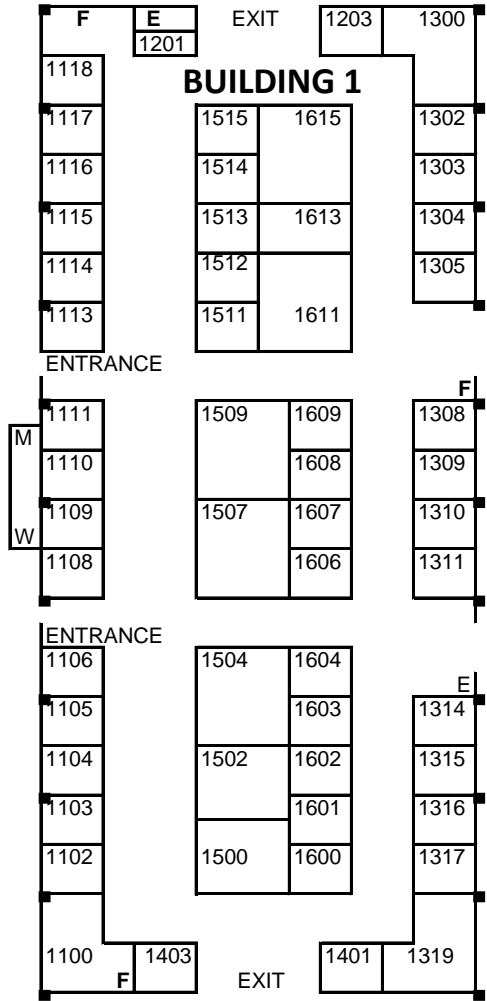 F E EXIT 1203 1300
1201
1118 BUILDING 1
1117 1515 1615 1302
1116 1514 1303
1115 1513 1613 1304
1114 1512 1305
1113 1511 1611
ENTRANCE
F
1111 1509 1609 1308
M
1110 1608 1309
1109 1507 1607 1310
W
1108 1606 1311
ENTRANCE
1106 1504 1604
E
1105 1603 1314
1104 1502 1602 1315
1103 1601 1316
1102 1500 1600 1317
1100 1403 1401 1319
F EXIT